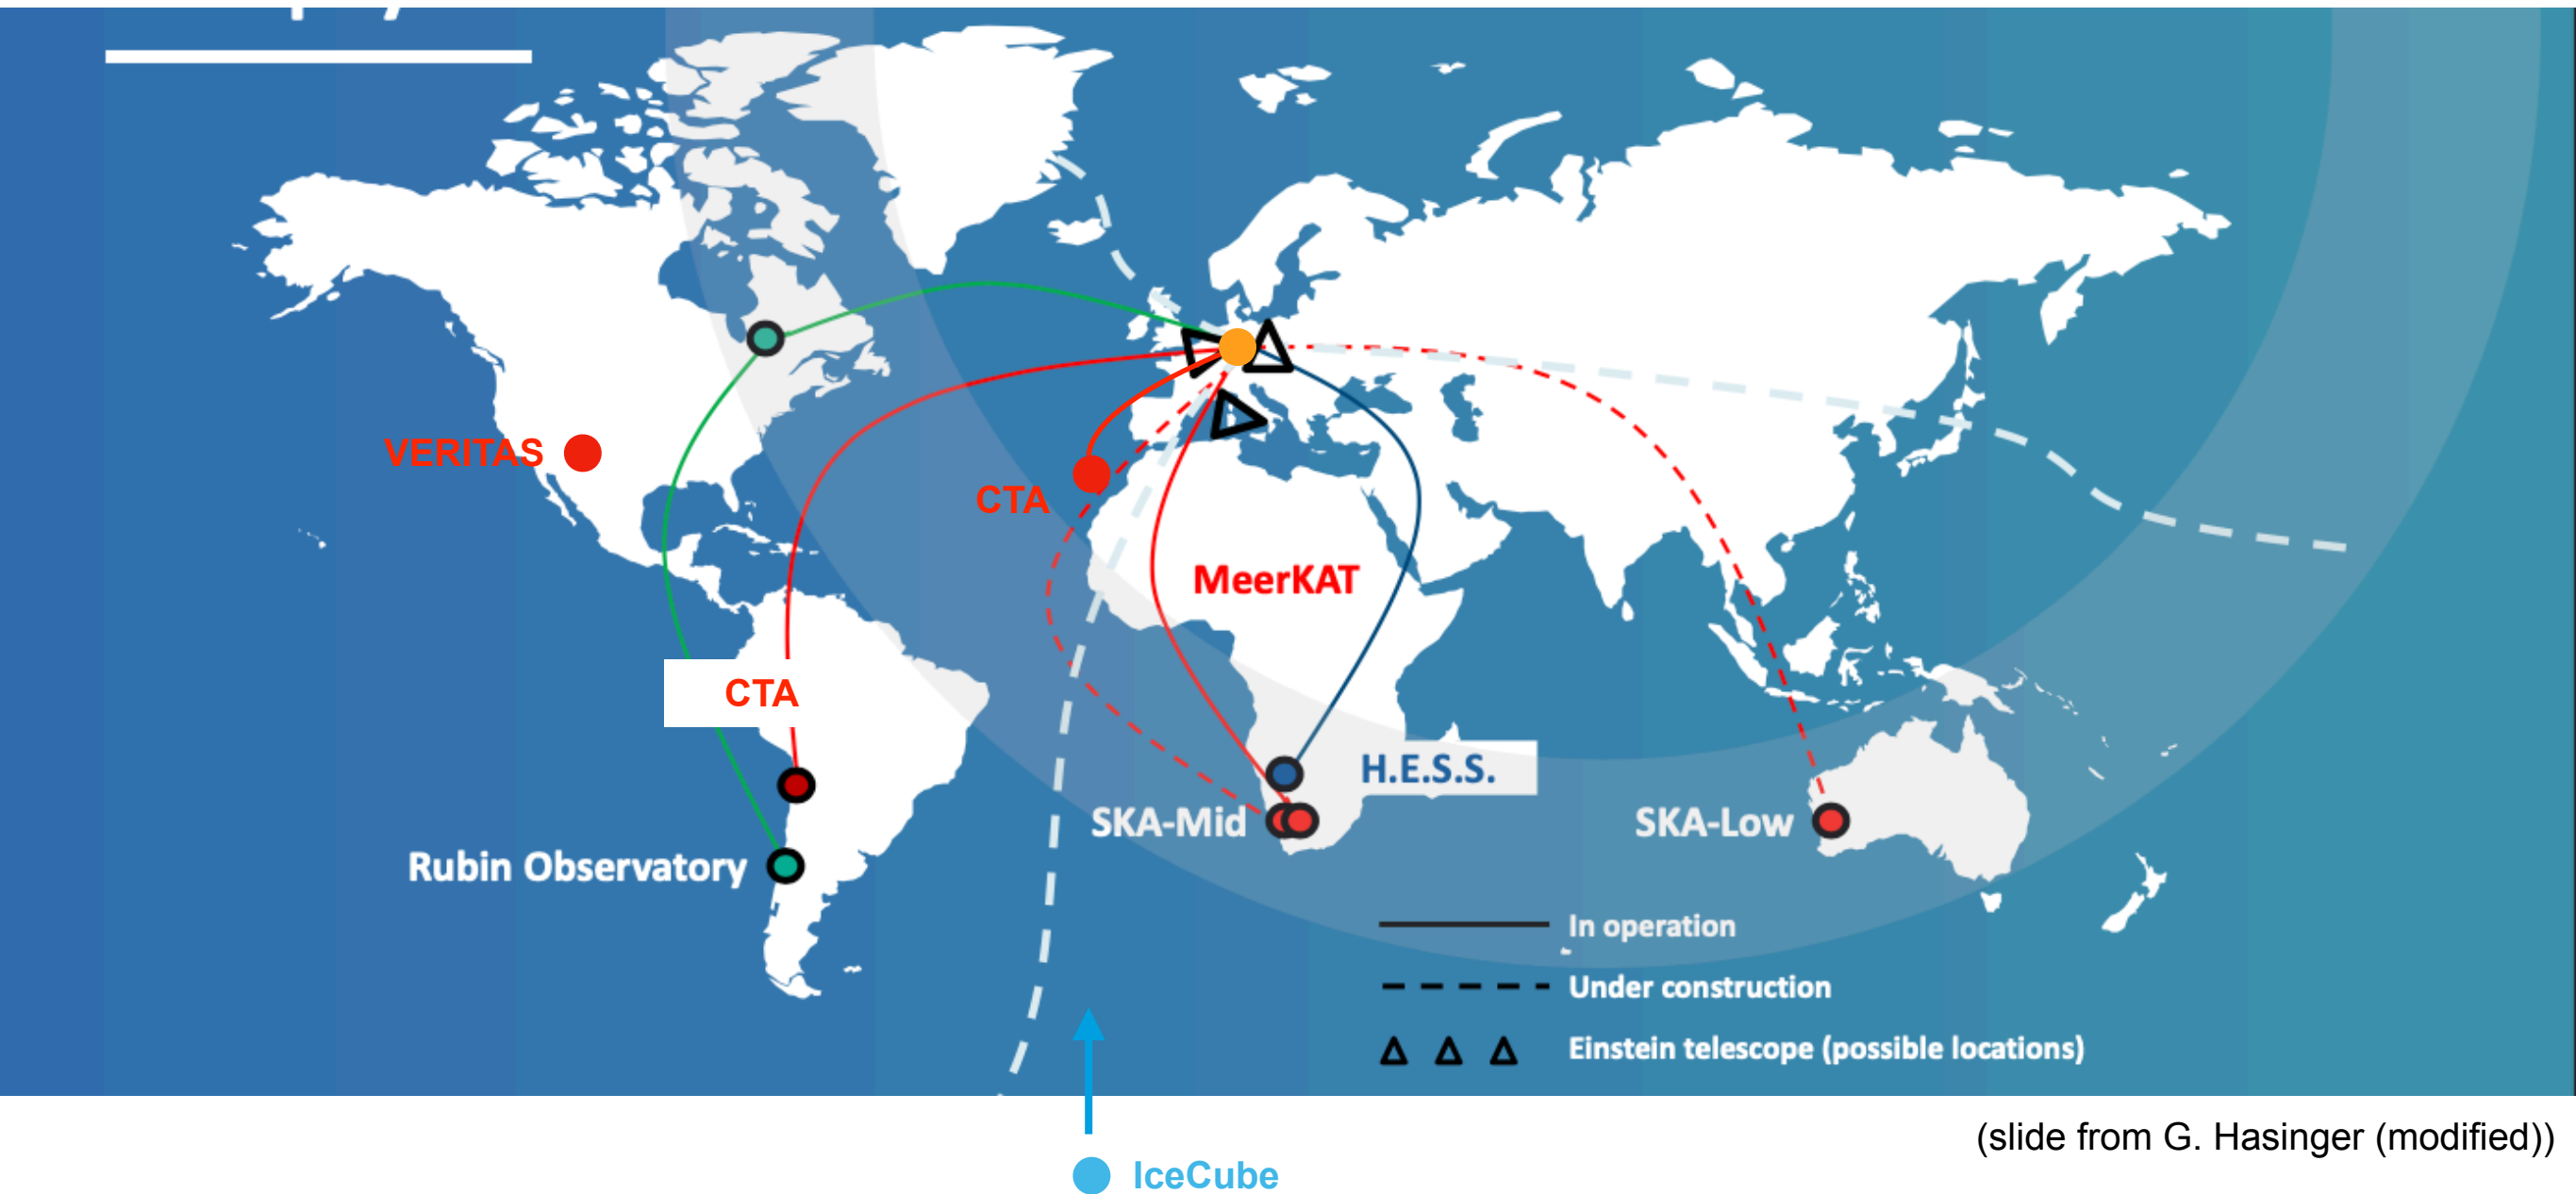 VERITAS
CTA
MeerKAT
CTA
H.E.S.S.
SKA-Mid
SKA-Low
Rubin Observatory
In operation
Under construction
Einstein telescope (possible locations)
(slide from G. Hasinger (modified))
IceCube